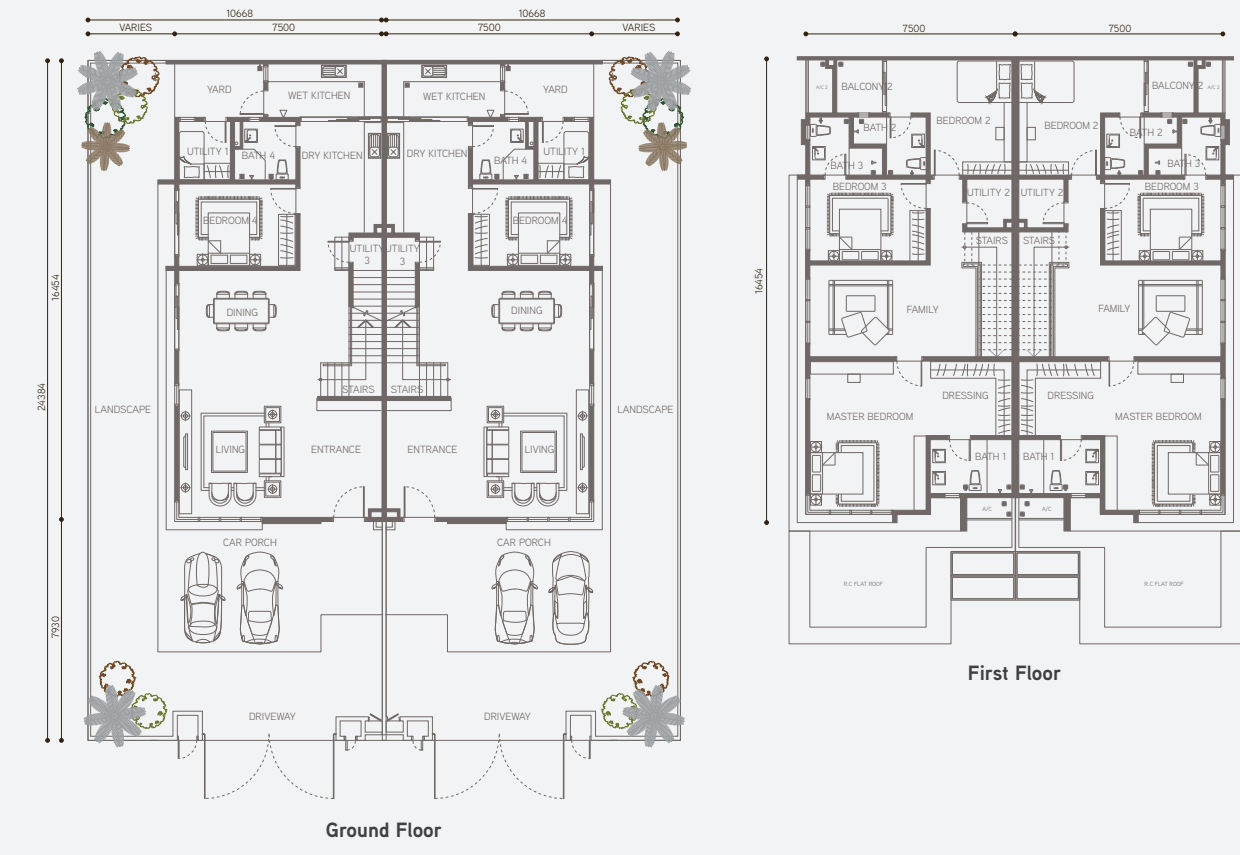 10668 10668
VARIES 7500 7500 VARIES
YARD WET KITCHEN WET KITCHEN YARD
UTILITY 1 BATH 4 DRY KITCHEN DRY KITCHEN BATH 4 UTILITY 1
BEDROOM 4 BEDROOM 4
UTILITY 3 UTILITY 3
16454
DINING DINING
24384
STAIRS STAIRS
LANDSCAPE LANDSCAPE
LIVING ENTRANCE ENTRANCE LIVING
CAR PORCH CAR PORCH
7930
DRIVEWAY DRIVEWAY
Ground Floor
7500 7500
A/C 2 BALCONY 2 BALCONY 2 A/C 2
BATH 2 BEDROOM 2 BEDROOM 2 BATH 2
BATH 3 BATH 3
BEDROOM 3 UTILITY 2 UTILITY 2 BEDROOM 3
STAIRS STAIRS
16454
FAMILY FAMILY
DRESSING DRESSING
MASTER BEDROOM MASTER BEDROOM
BATH 1 BATH 1
A/C A/C
R.C FLAT ROOF R.C FLAT ROOF
First Floor